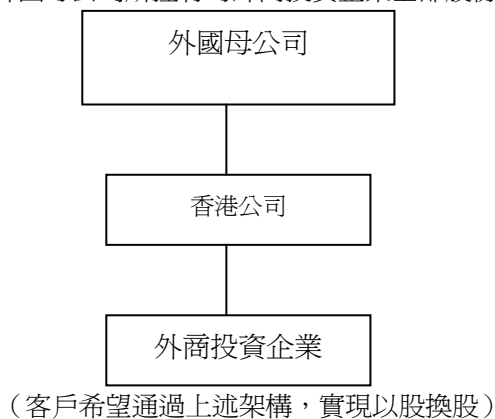 外國母公司
香港公司
外商投資企業
（客戶希望通過上述架構，實現以股換股）